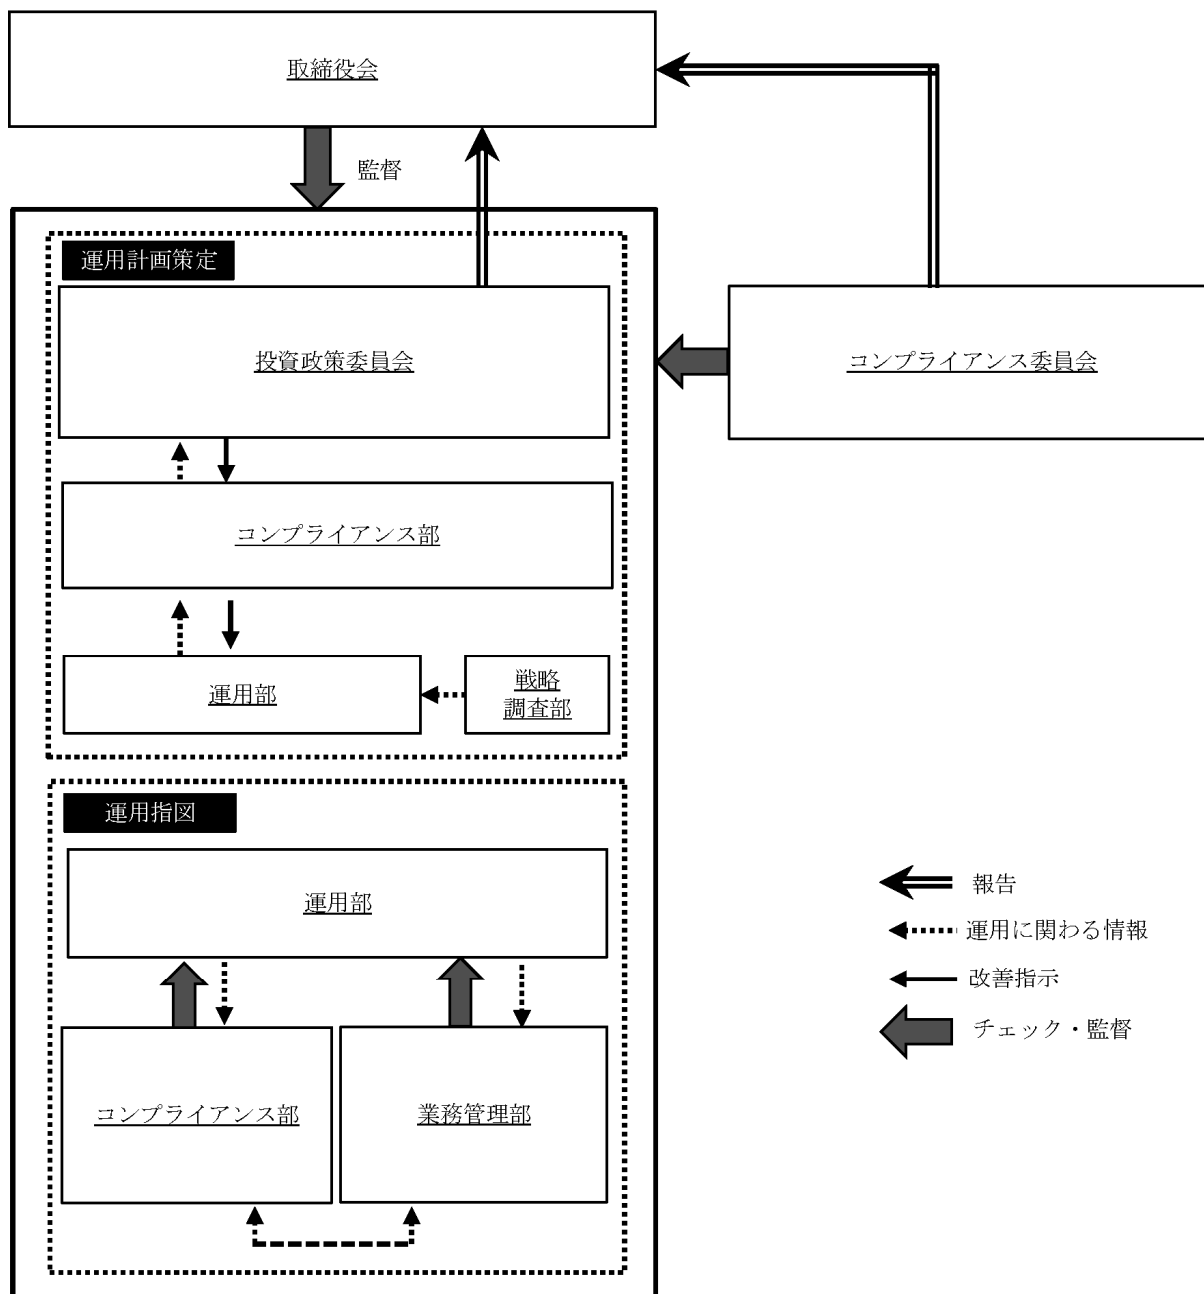 取締役会
監督
運用計画策定
投資政策委員会
コンプライアンス委員会
コンプライアンス部
運用部
戦略
調査部
運用指図
運用部
コンプライアンス部
業務管理部
報告
運用に関わる情報
改善指示
チェック・監督